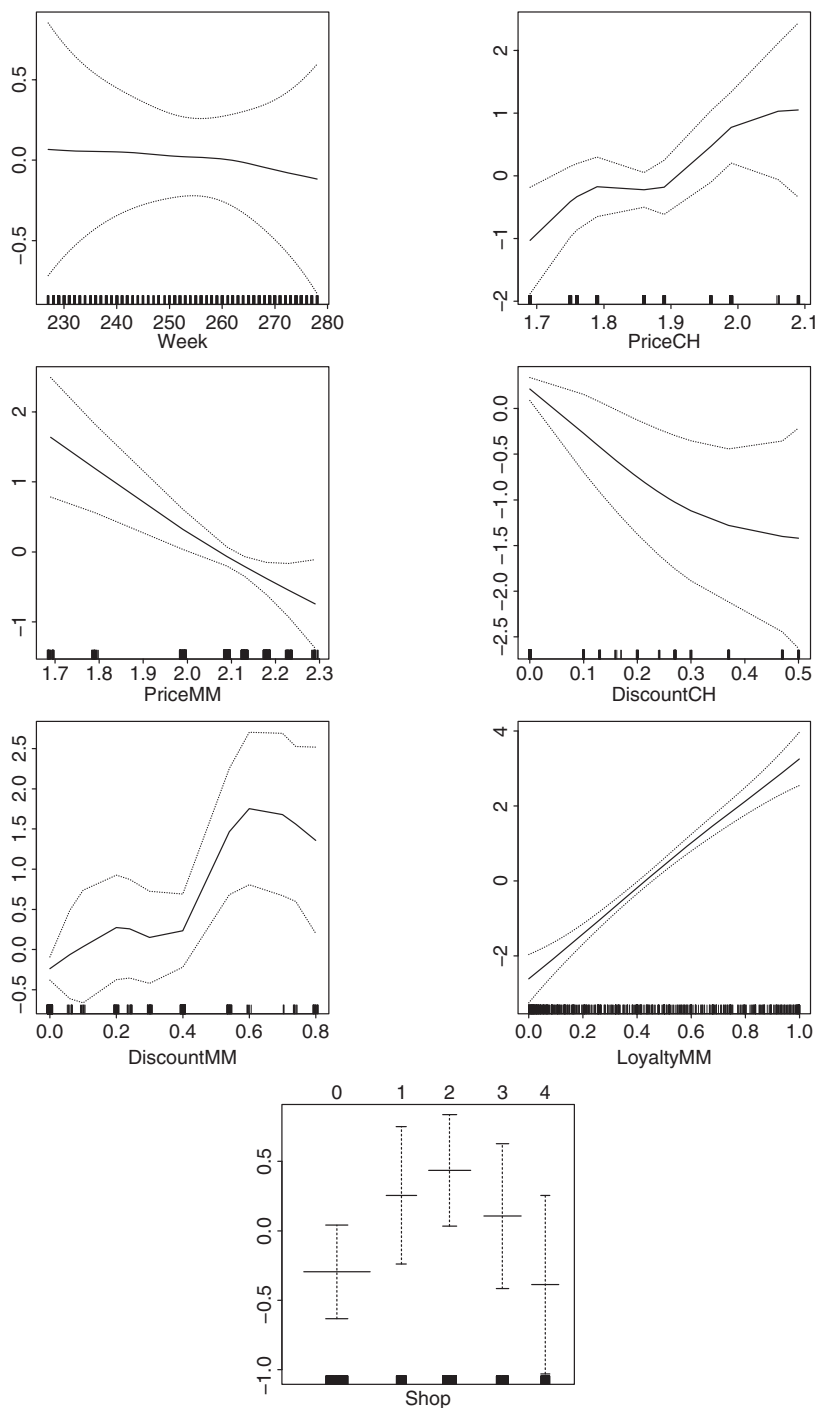 0.5
0.0
−0.5
230 240 250 260 270 280
Week
2
1
0
−1
−2
1.7 1.8 1.9 2.0 2.1
PriceCH
2
1
0
−1
1.7 1.8 1.9 2.0 2.1 2.2 2.3
PriceMM
0.0
−0.5
−1.0
−1.5
−2.0
−2.5
0.0 0.1 0.2 0.3 0.4 0.5
DiscountCH
2.5
2.0
1.5
1.0
0.5
0.0
−0.5
0.0 0.2 0.4 0.6 0.8
DiscountMM
4
2
0
−2
0.0 0.2 0.4 0.6 0.8 1.0
LoyaltyMM
0 1 2 3 4
0.5
0.0
−0.5
−1.0
Shop